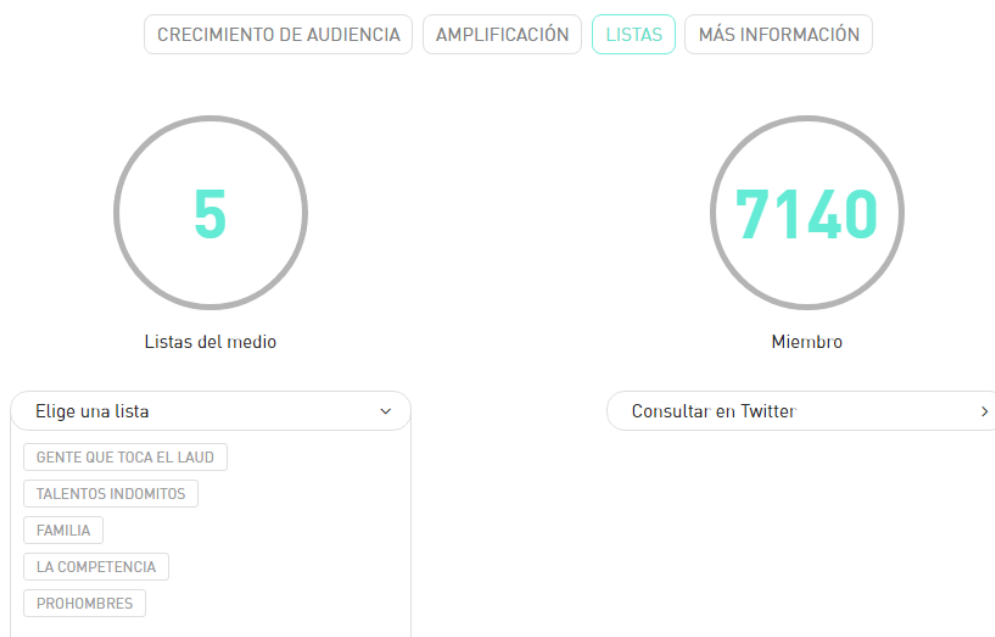 CRECIMIENTO DE AUDIENCIA
AMPLIFICACIÓN
LISTAS
MÁS INFORMACIÓN
5
7140
Listas del medio
Miembro
Elige una lista
Consultar en Twitter
GENTE QUE TOCA EL LAUD
TALENTOS INDOMITOS
FAMILIA
LA COMPETENCIA
PROHOMBRES